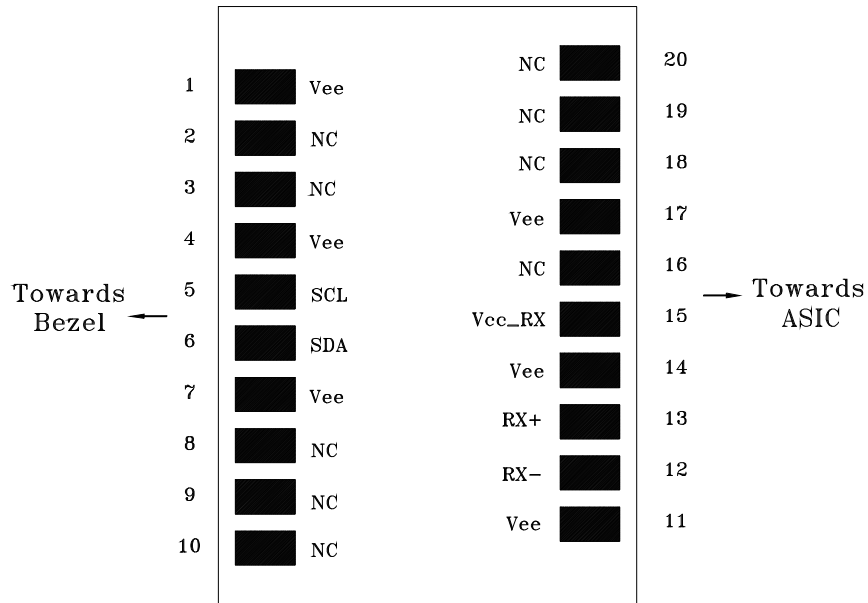 1 Vee
2 NC
3 NC
4 Vee
5 SCL
6 SDA
7 Vee
8 NC
9 NC
10 NC
Towards
Bezel
NC 20
NC 19
NC 18
Vee 17
NC 16
Vcc_RX 15
Vee 14
RX+ 13
RX- 12
Vee 11
Towards
ASIC